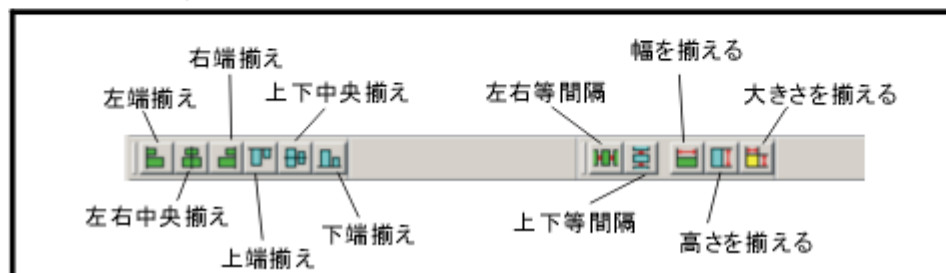 右端揃え
幅を揃える
左端揃え
上下中央揃え
左右等間隔
大きさを揃える
左右中央揃え
上端揃え
下端揃え
上下等間隔
高さを揃える